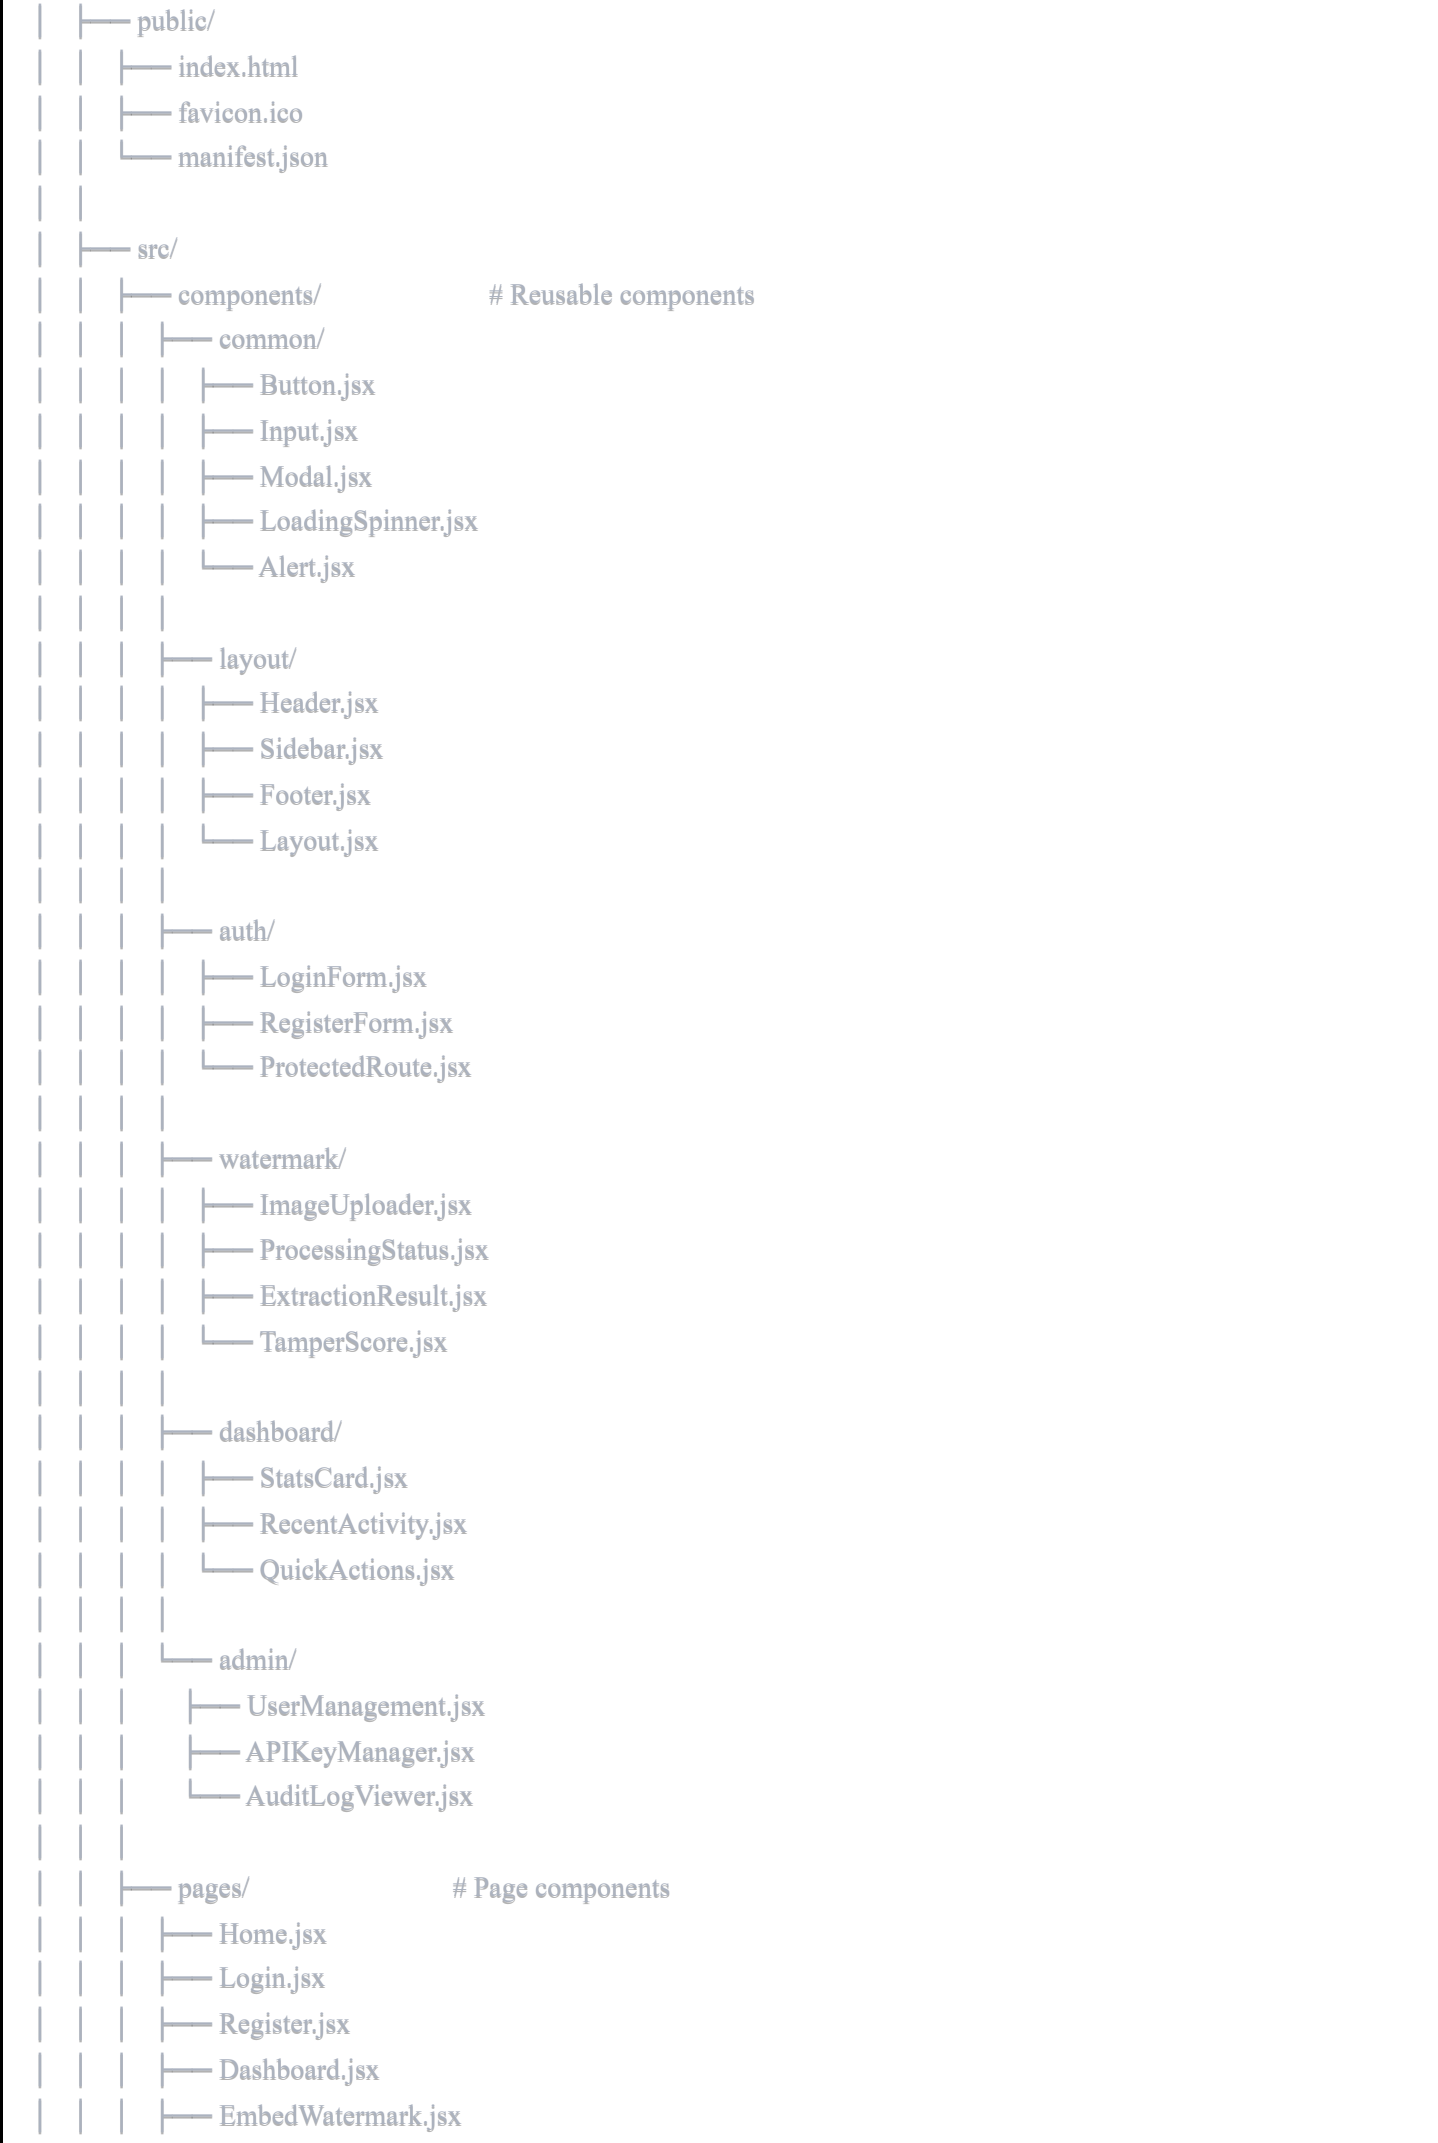 │   ├── public/
│   │   ├── index.html
│   │   ├── favicon.ico
│   │   └── manifest.json
│   │
│   ├── src/
│   │   ├── components/                    # Reusable components
│   │   │   ├── common/
│   │   │   │   ├── Button.jsx
│   │   │   │   ├── Input.jsx
│   │   │   │   ├── Modal.jsx
│   │   │   │   ├── LoadingSpinner.jsx
│   │   │   │   └── Alert.jsx
│   │   │   │
│   │   │   ├── layout/
│   │   │   │   ├── Header.jsx
│   │   │   │   ├── Sidebar.jsx
│   │   │   │   ├── Footer.jsx
│   │   │   │   └── Layout.jsx
│   │   │   │
│   │   │   ├── auth/
│   │   │   │   ├── LoginForm.jsx
│   │   │   │   ├── RegisterForm.jsx
│   │   │   │   └── ProtectedRoute.jsx
│   │   │   │
│   │   │   ├── watermark/
│   │   │   │   ├── ImageUploader.jsx
│   │   │   │   ├── ProcessingStatus.jsx
│   │   │   │   ├── ExtractionResult.jsx
│   │   │   │   └── TamperScore.jsx
│   │   │   │
│   │   │   ├── dashboard/
│   │   │   │   ├── StatsCard.jsx
│   │   │   │   ├── RecentActivity.jsx
│   │   │   │   └── QuickActions.jsx
│   │   │   │
│   │   │   └── admin/
│   │   │       ├── UserManagement.jsx
│   │   │       ├── APIKeyManager.jsx
│   │   │       └── AuditLogViewer.jsx
│   │   │
│   │   ├── pages/                         # Page components
│   │   │   ├── Home.jsx
│   │   │   ├── Login.jsx
│   │   │   ├── Register.jsx
│   │   │   ├── Dashboard.jsx
│   │   │   ├── EmbedWatermark.jsx